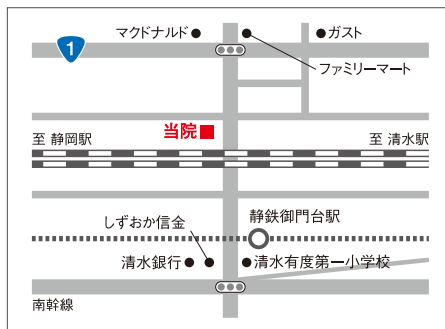 マクドナルド
ガスト
1
ファミリーマート
当院
至 静岡駅
至 清水駅
しずおか信金
静鉄御門台駅
清水銀行
清水有度第一小学校
南幹線